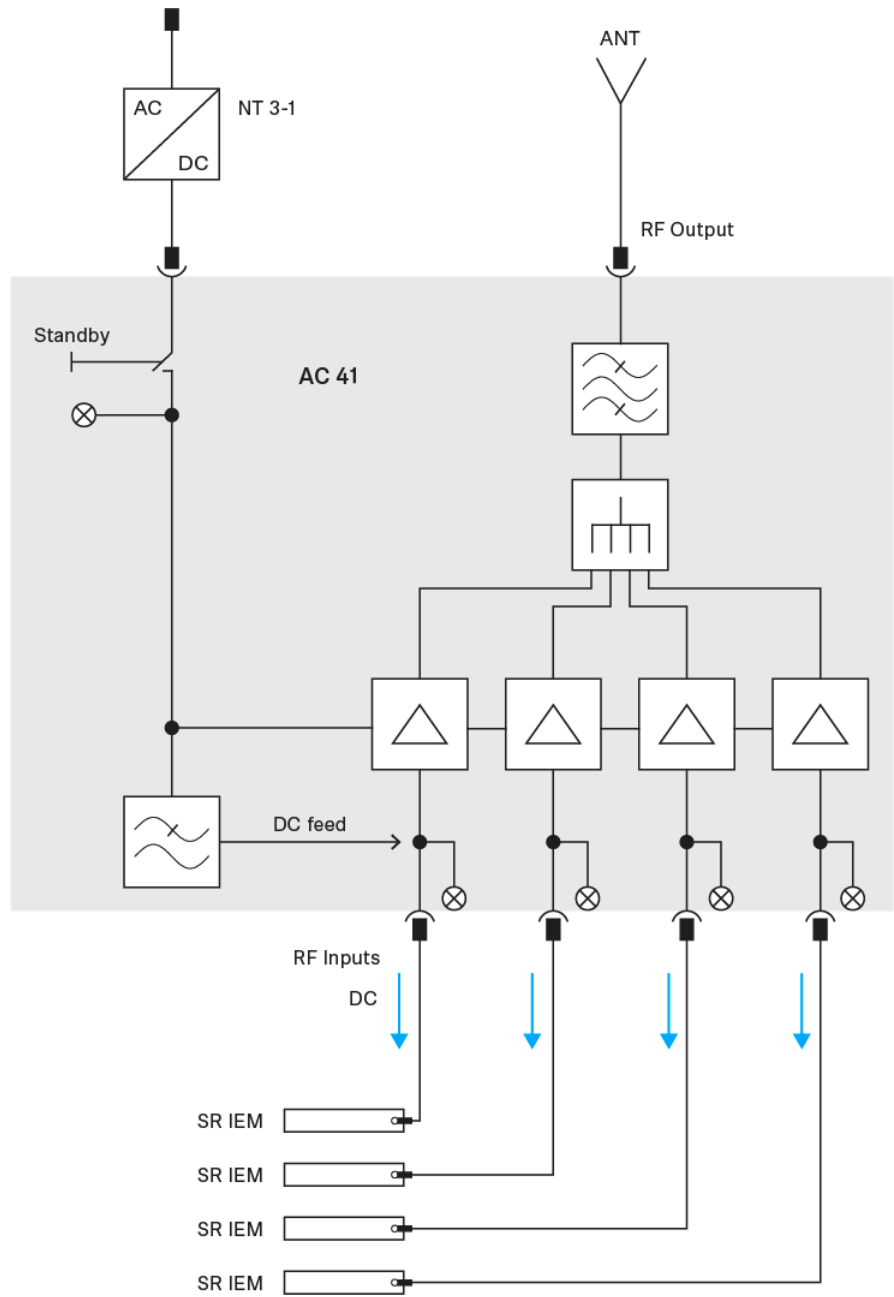 ANT
AC
NT 3-1
DC
RF Output
Standby
AC 41
DC feed
RF Inputs
DC
SR IEM
SR IEM
SR IEM
SR IEM